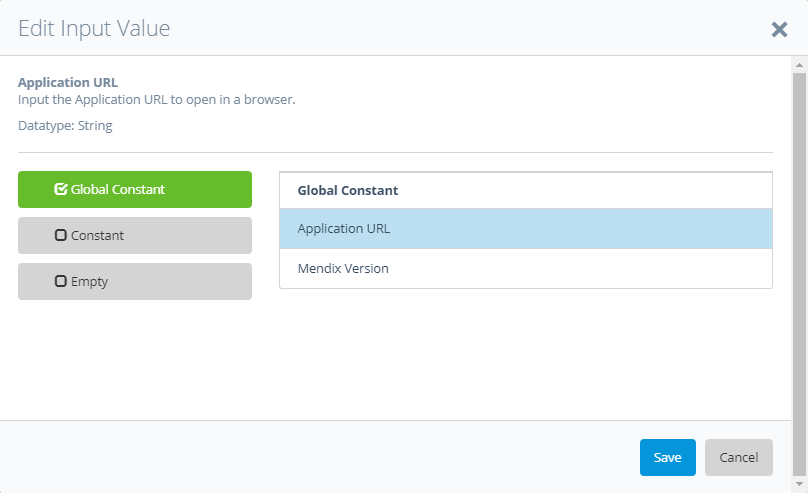 Edit Input Value
Application URL
Input the Application URL to open in a browser.
Datatype: String
Global Constant
Constant
Empty
Global Constant
Application URL
Mendix Version
Save
Cancel